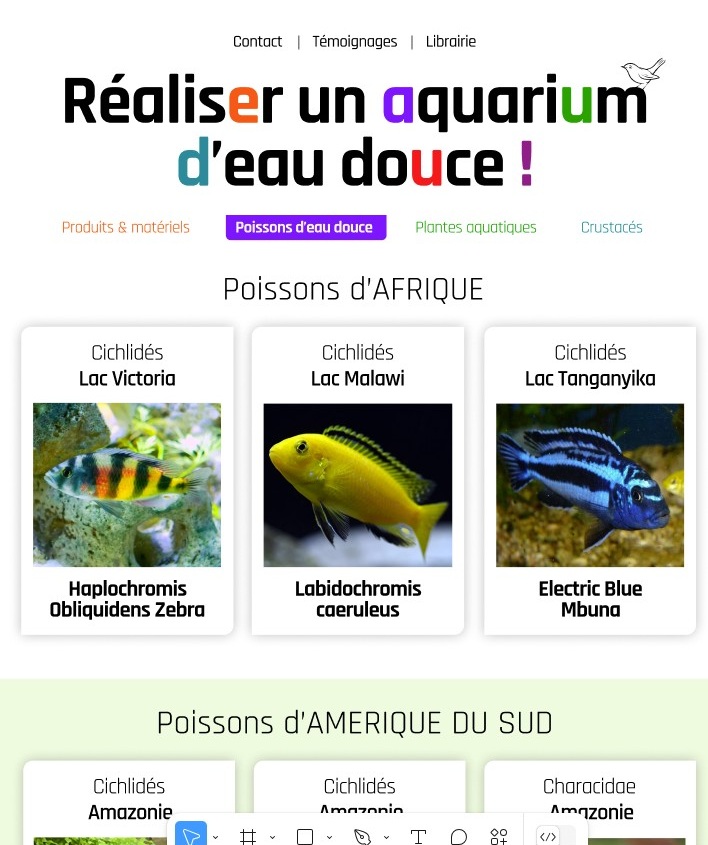 Contact | Témoignages | Librairie
Réaliser un aquarium
d’eau douce !
Produits & matériels Poissons d’eau douce Plantes aquatiques Crustacés
Poissons d’AFRIQUE
Cichlidés
Lac Victoria
Haplochromis
Obliquidens Zebra
Cichlidés
Lac Malawi
Labidochromis
caeruleus
Cichlidés
Lac Tanganyika
Electric Blue
Mbuna
Poissons d’AMERIQUE DU SUD
Cichlidés
Amazonie
Cichlidés
Amazonie
Characidae
Amazonie